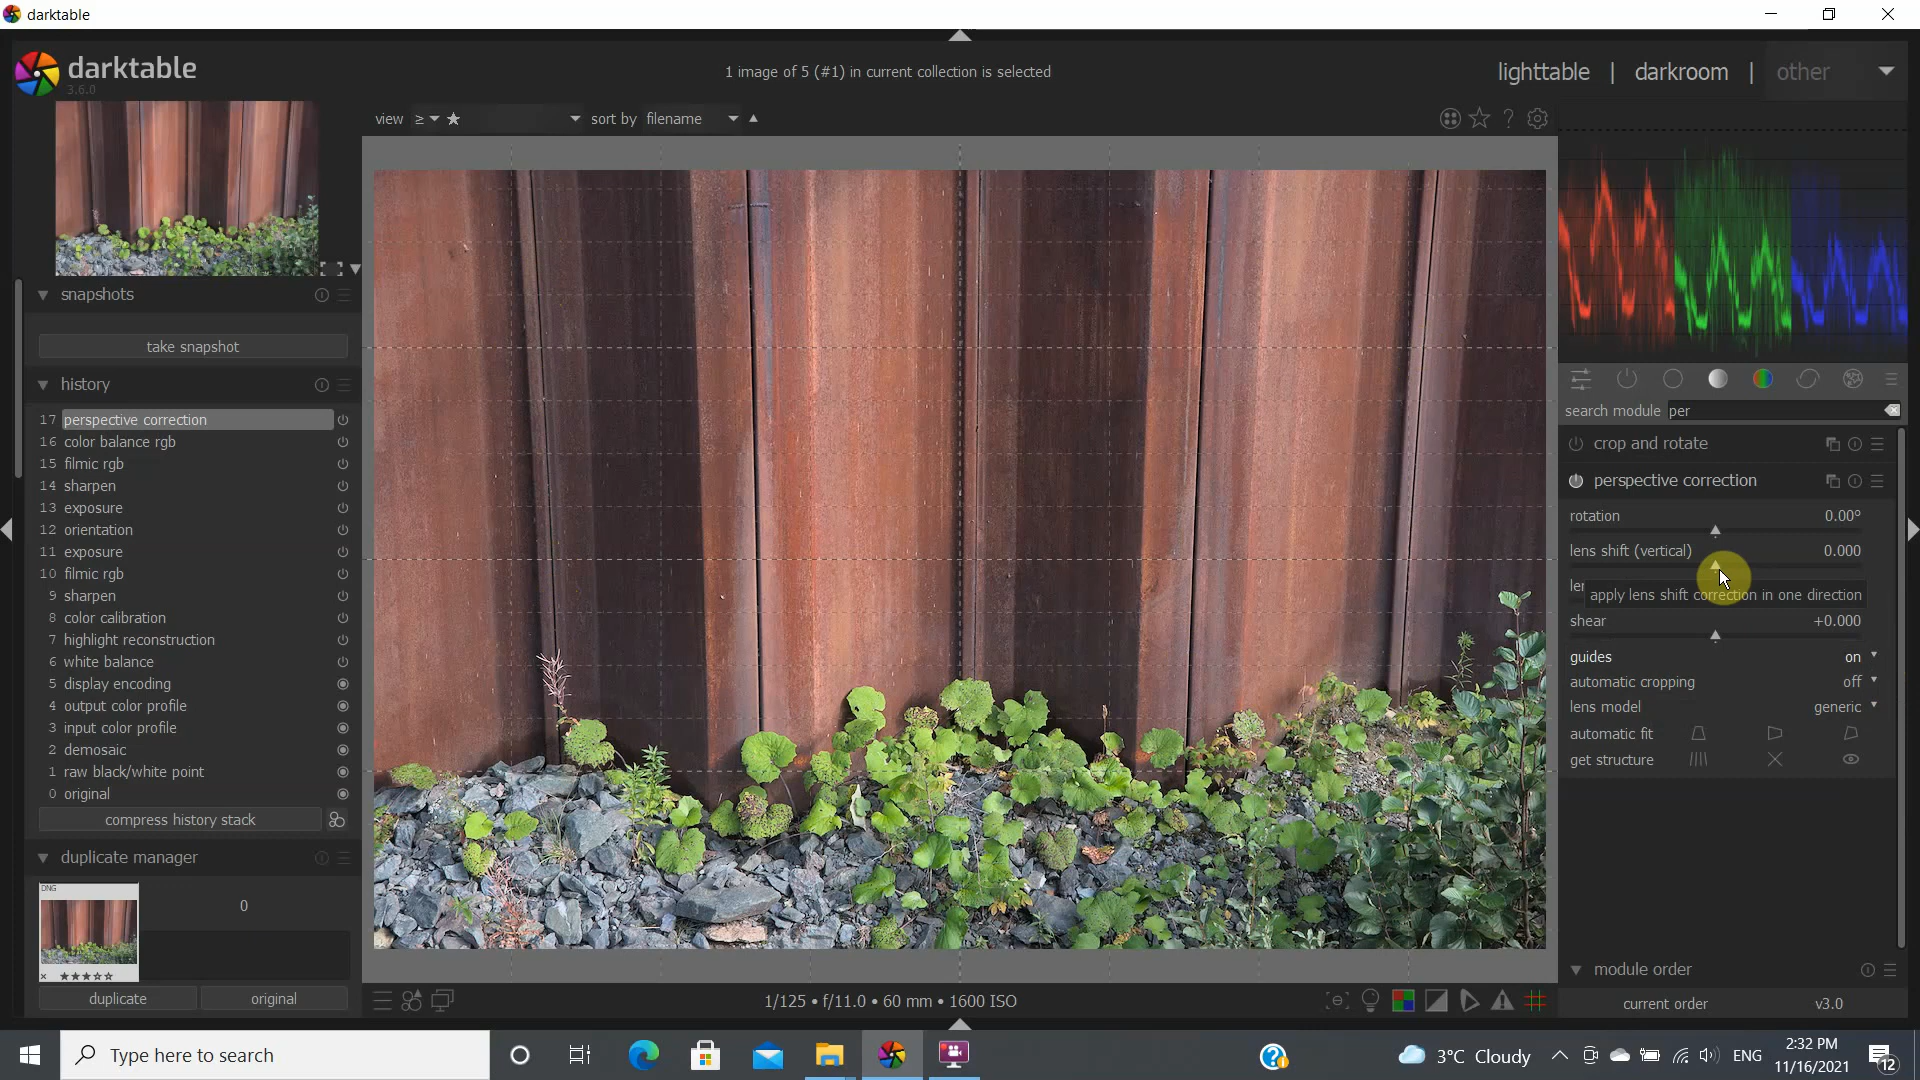 darktable
darktable
3.6.0
1 image of 5 (#1) in current collection is selected
lighttable | darkroom | other
view ≥ ★ sort by filename
snapshots
take snapshot
history
17 perspective correction
16 color balance rgb
15 filmic rgb
14 sharpen
13 exposure
12 orientation
11 exposure
10 filmic rgb
9 sharpen
8 color calibration
7 highlight reconstruction
6 white balance
5 display encoding
4 output color profile
3 input color profile
2 demosaic
1 raw black/white point
0 original
compress history stack
duplicate manager
DNG
0
duplicate original
1/125 • f/11.0 • 60 mm • 1600 ISO
search module per
crop and rotate
perspective correction
rotation 0.00°
lens shift (vertical) 0.000
apply lens shift correction in one direction
shear +0.000
guides on
automatic cropping off
lens model generic
automatic fit
get structure
module order
current order v3.0
Type here to search
3°C Cloudy
ENG
2:32 PM
11/16/2021
12